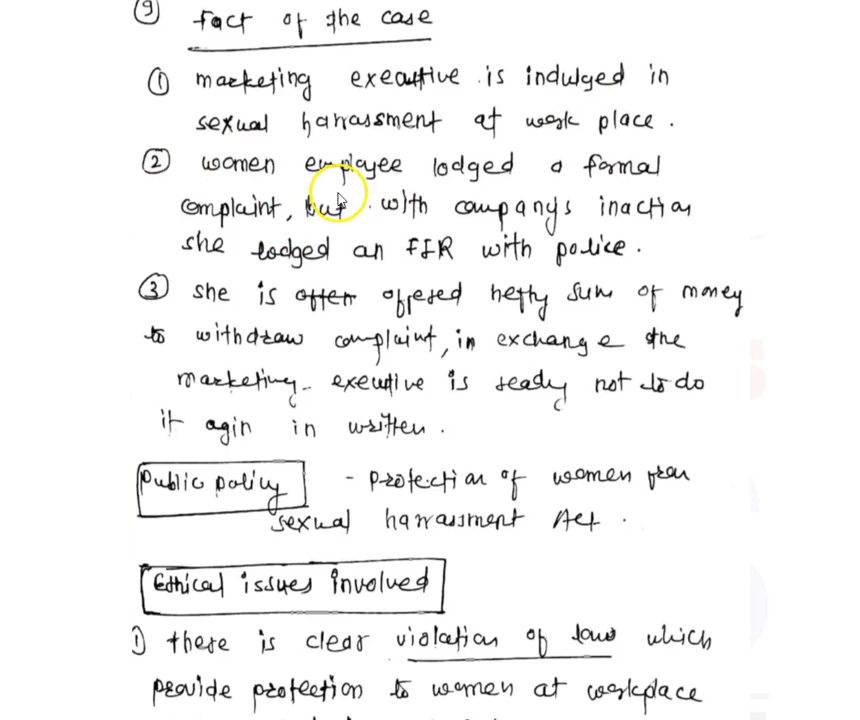 9) fact of the case
① marketing executive is indulged in
sexual harrassment at work place.
② women employee lodged a formal
complaint, but with company's inaction
she lodged an FIR with police.
③ she is often offered hefty sum of money
to withdraw complaint, in exchange the
marketing executive is ready not to do
it agin in written.
Public policy - protection of women from
sexual harrassment Act.
Ethical issues involved
1) there is clear violation of law which
provide protection to women at workplace